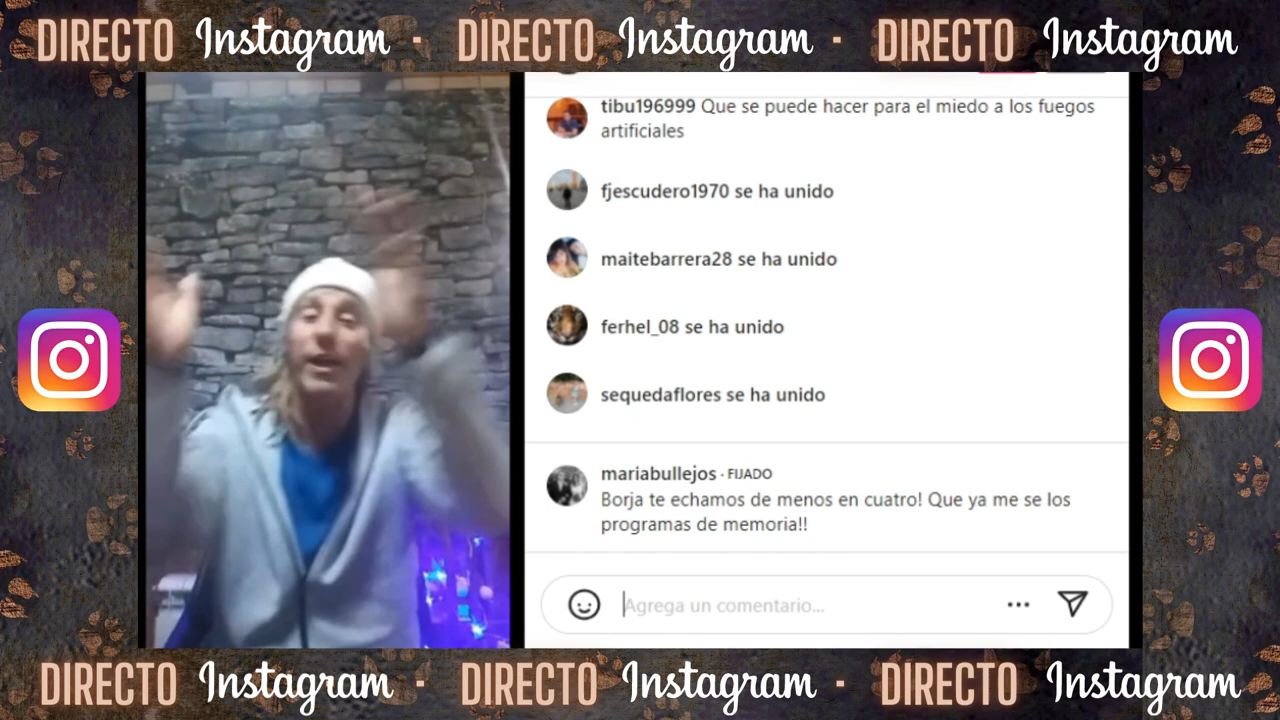 DIRECTO Instagram · DIRECTO Instagram · DIRECTO Instagram
tibu196999 Que se puede hacer para el miedo a los fuegos
artificiales
fjescudero1970 se ha unido
maitebarrera28 se ha unido
ferhel_08 se ha unido
sequedaflores se ha unido
mariabullejos · FIJADO
Borja te echamos de menos en cuatro! Que ya me se los
programas de memoria!!
Agrega un comentario...
DIRECTO Instagram · DIRECTO Instagram · DIRECTO Instagram